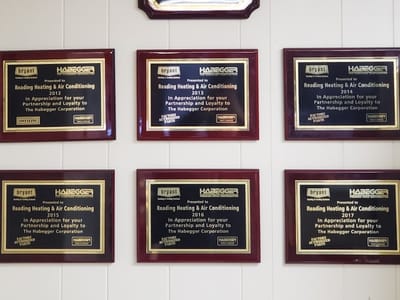 bryant HABEGGER
Presented to
Reading Heating & Air Conditioning
2012
In Appreciation for your
Partnership and Loyalty to
The Habegger Corporation
bryant HABEGGER
Presented to
Reading Heating & Air Conditioning
2013
In Appreciation for your
Partnership and Loyalty to
The Habegger Corporation
bryant HABEGGER
Presented to
Reading Heating & Air Conditioning
2014
In Appreciation for your
Partnership and Loyalty to
The Habegger Corporation
bryant HABEGGER
Presented to
Reading Heating & Air Conditioning
2015
In Appreciation for your
Partnership and Loyalty to
The Habegger Corporation
bryant HABEGGER
Presented to
Reading Heating & Air Conditioning
2016
In Appreciation for your
Partnership and Loyalty to
The Habegger Corporation
bryant HABEGGER
Presented to
Reading Heating & Air Conditioning
2017
In Appreciation for your
Partnership and Loyalty to
The Habegger Corporation